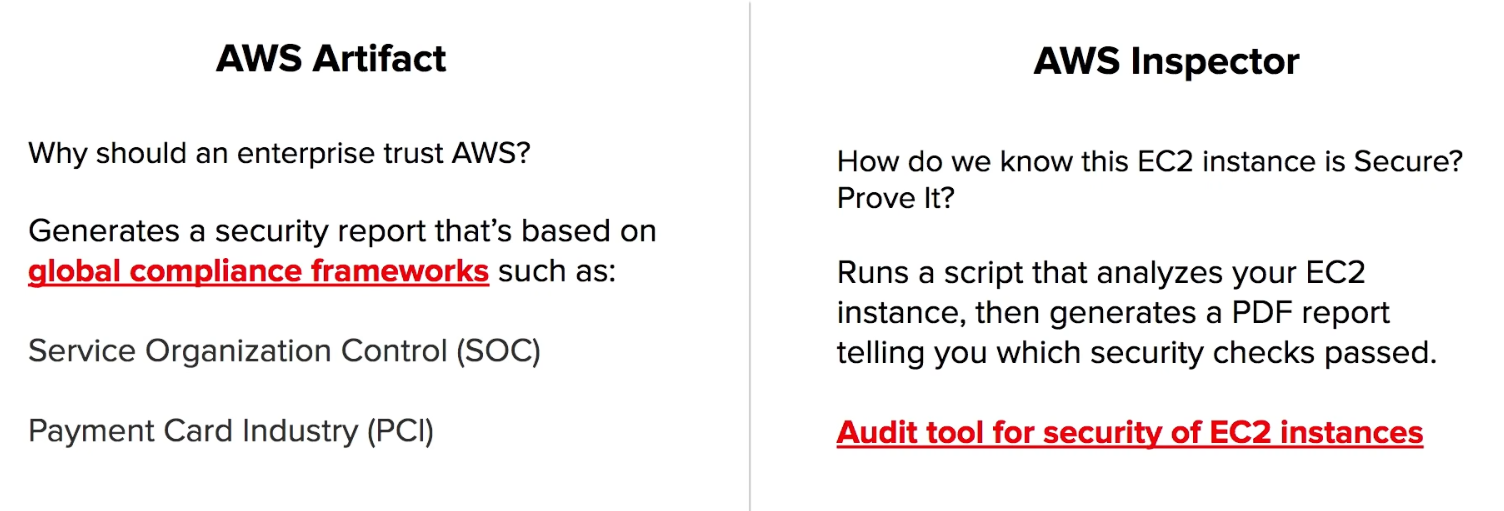 AWS Artifact
Why should an enterprise trust AWS?
Generates a security report that’s based on
global compliance frameworks such as:
Service Organization Control (SOC)
Payment Card Industry (PCI)
AWS Inspector
How do we know this EC2 instance is Secure?
Prove It?
Runs a script that analyzes your EC2
instance, then generates a PDF report
telling you which security checks passed.
Audit tool for security of EC2 instances